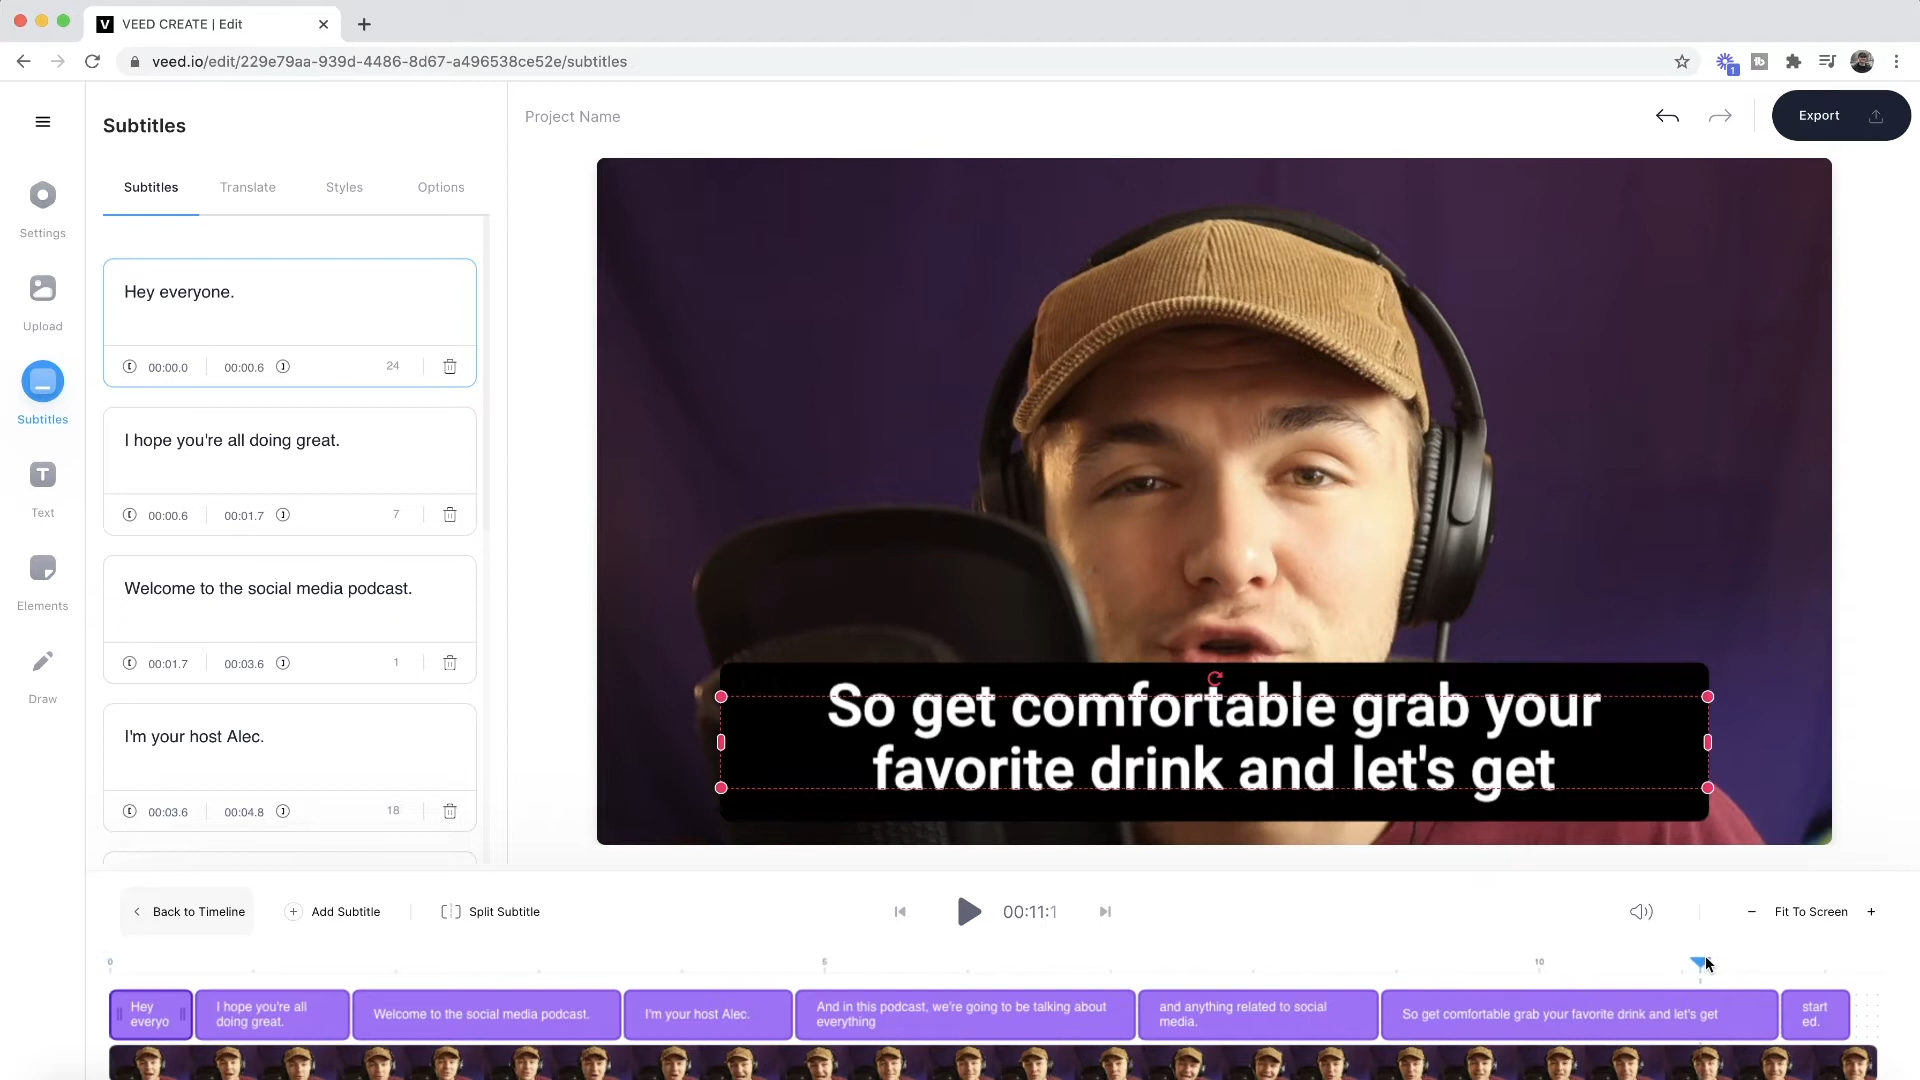 VEED CREATE | Edit
veed.io/edit/229e79aa-939d-4486-8d67-a496538ce52e/subtitles
1
Subtitles
Project Name
Export
Subtitles
Translate
Styles
Options
Settings
Upload
Subtitles
Text
Elements
Draw
Hey everyone.
00:00.0
00:00.6
24
I hope you're all doing great.
00:00.6
00:01.7
7
Welcome to the social media podcast.
00:01.7
00:03.6
1
I'm your host Alec.
00:03.6
00:04.8
18
So get comfortable grab your
favorite drink and let's get
Back to Timeline
Add Subtitle
Split Subtitle
00:11:1
Fit To Screen
0
5
10
Hey
everyo
I hope you're all
doing great.
Welcome to the social media podcast.
I'm your host Alec.
And in this podcast, we're going to be talking about
everything
and anything related to social
media.
So get comfortable grab your favorite drink and let's get
start
ed.